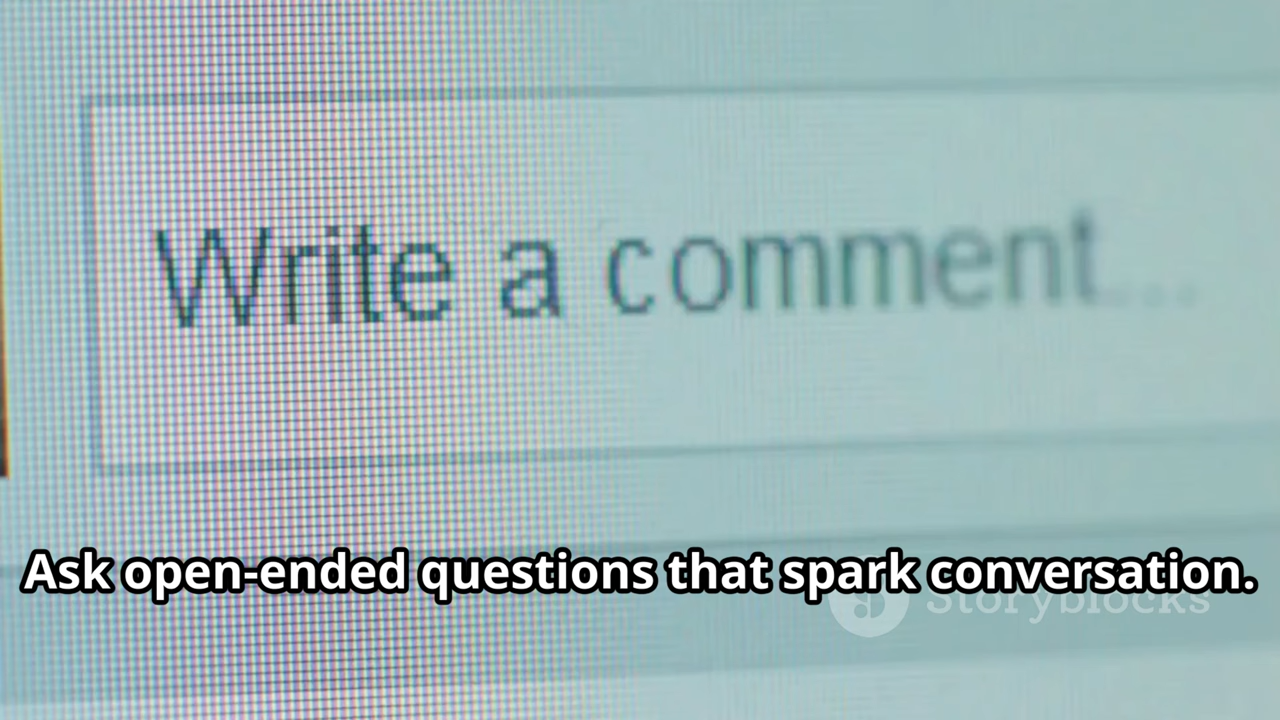 Write a comment...
Ask open-ended questions that spark conversation.
Storyblocks